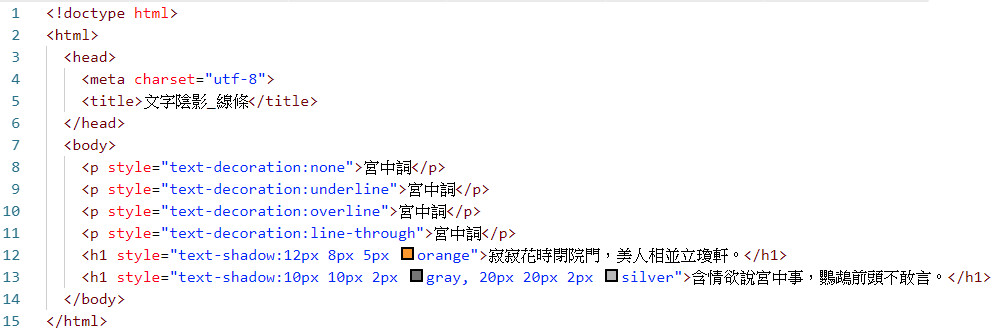 1 <!doctype html>
2 <html>
3 <head>
4 <meta charset="utf-8">
5 <title>文字陰影_線條</title>
6 </head>
7 <body>
8 <p style="text-decoration:none">宮中詞</p>
9 <p style="text-decoration:underline">宮中詞</p>
10 <p style="text-decoration:overline">宮中詞</p>
11 <p style="text-decoration:line-through">宮中詞</p>
12 <h1 style="text-shadow:12px 8px 5px orange">寂寂花時閉院門，美人相並立瓊軒。</h1>
13 <h1 style="text-shadow:10px 10px 2px gray, 20px 20px 2px silver">含情欲說宮中事，鸚鵡前頭不敢言。</h1>
14 </body>
15 </html>